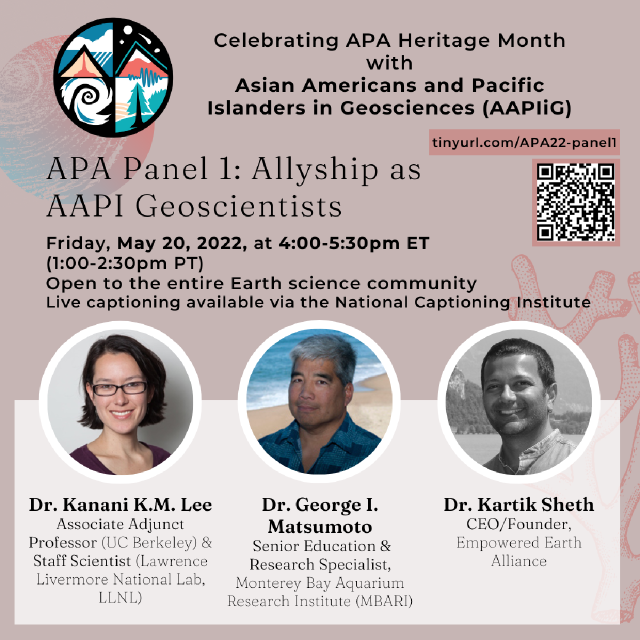 Celebrating APA Heritage Month
with
Asian Americans and Pacific
Islanders in Geosciences (AAPIiG)
tinyurl.com/APA22-panel1
APA Panel 1: Allyship as
AAPI Geoscientists
Friday, May 20, 2022, at 4:00-5:30pm ET
(1:00-2:30pm PT)
Open to the entire Earth science community
Live captioning available via the National Captioning Institute
Dr. Kanani K.M. Lee
Associate Adjunct
Professor (UC Berkeley) &
Staff Scientist (Lawrence
Livermore National Lab,
LLNL)
Dr. George I.
Matsumoto
Senior Education &
Research Specialist,
Monterey Bay Aquarium
Research Institute (MBARI)
Dr. Kartik Sheth
CEO/Founder,
Empowered Earth
Alliance